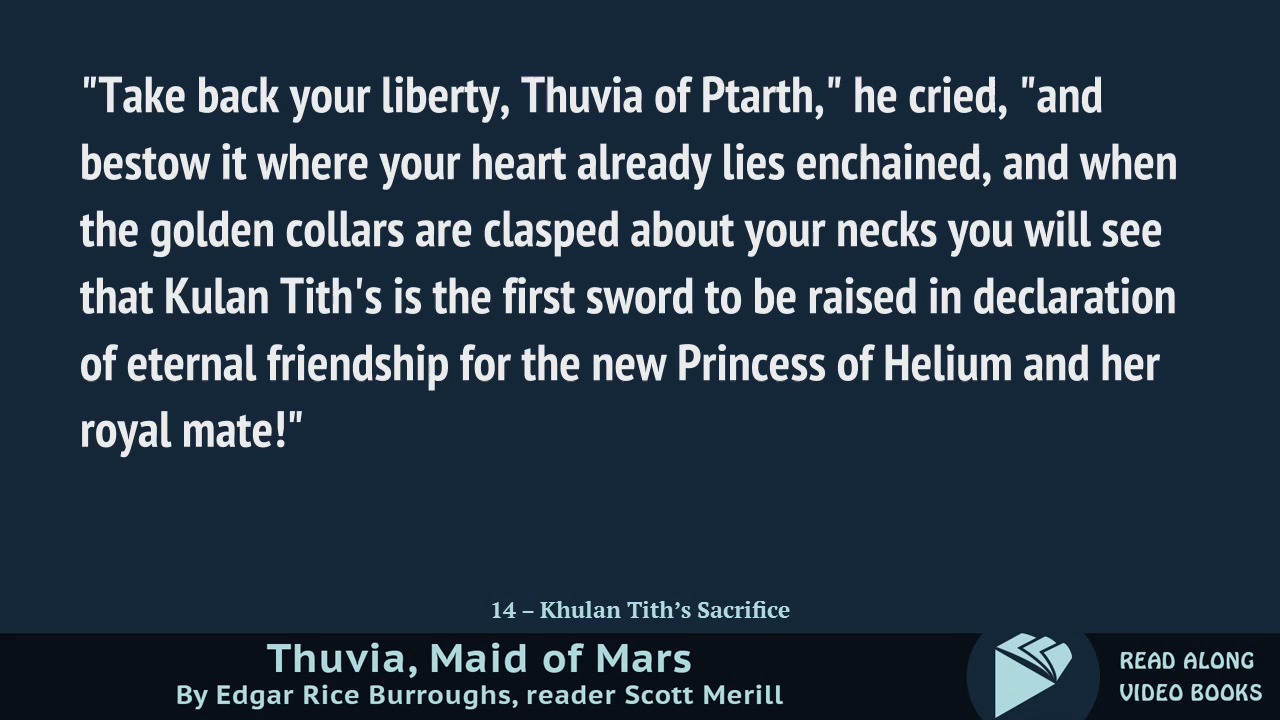 "Take back your liberty, Thuvia of Ptarth," he cried, "and
bestow it where your heart already lies enchained, and when
the golden collars are clasped about your necks you will see
that Kulan Tith's is the first sword to be raised in declaration
of eternal friendship for the new Princess of Helium and her
royal mate!"
14 – Khulan Tith’s Sacrifice
Thuvia, Maid of Mars
By Edgar Rice Burroughs, reader Scott Merill
READ ALONG
VIDEO BOOKS